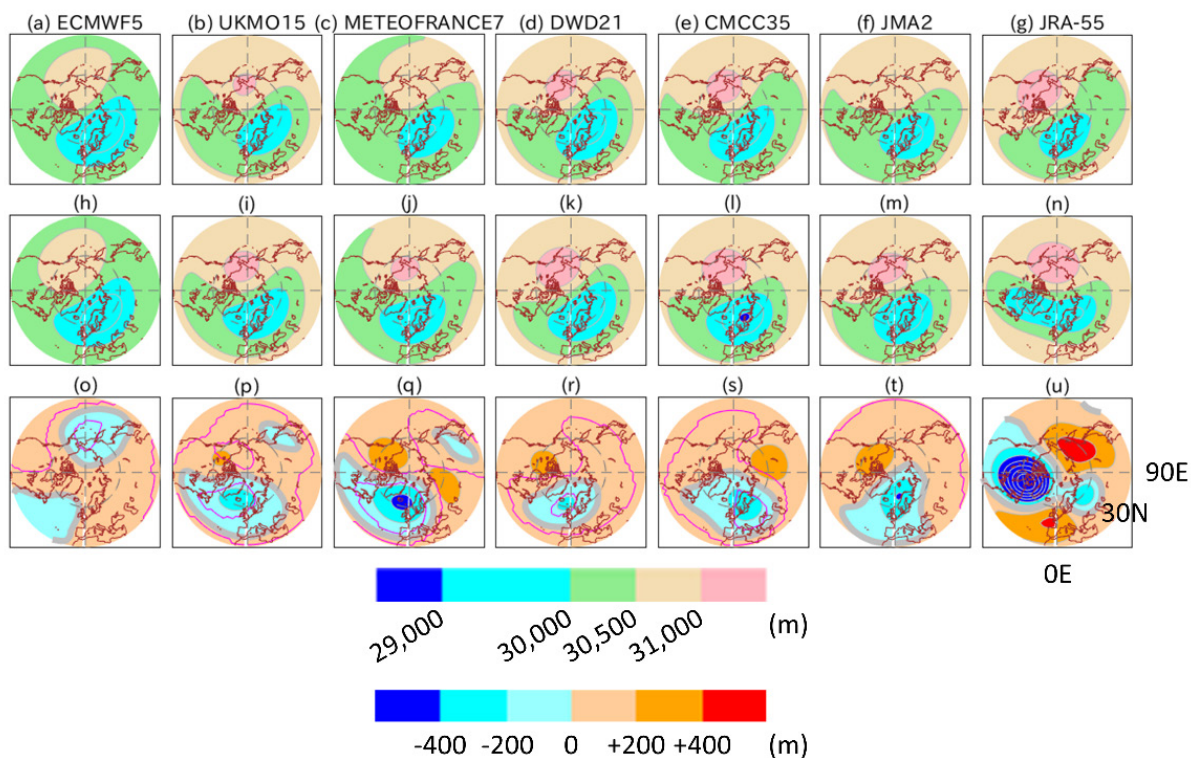 (a) ECMWF5 (b) UKMO15 (c) METEOFRANCE7 (d) DWD21 (e) CMCC35 (f) JMA2 (g) JRA-55
(h) (i) (j) (k) (l) (m) (n)
(o) (p) (q) (r) (s) (t) (u)
90E
30N
0E
29,000 30,000 30,500 31,000 (m)
-400 -200 0 +200 +400 (m)